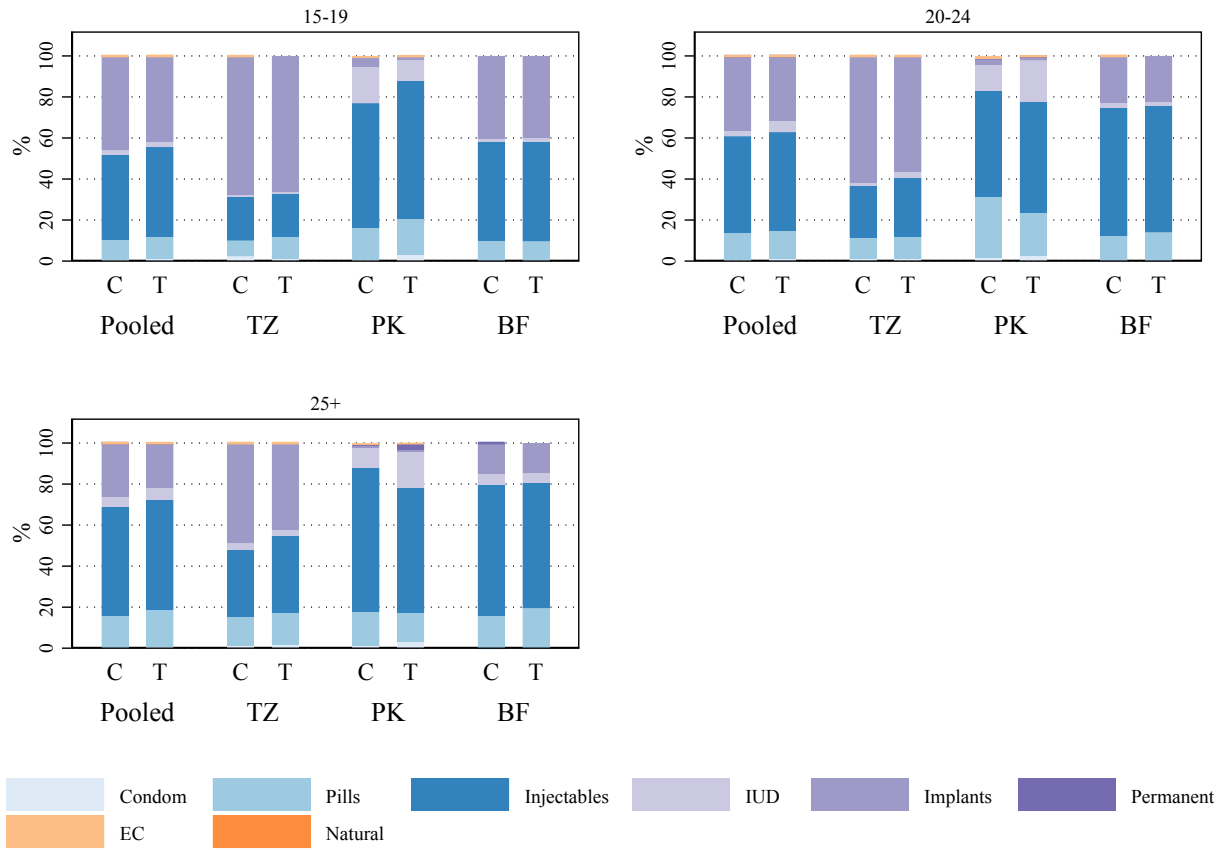 15-19
%
0 20 40 60 80 100
C T C T C T C T
Pooled TZ PK BF
20-24
%
0 20 40 60 80 100
C T C T C T C T
Pooled TZ PK BF
25+
%
0 20 40 60 80 100
C T C T C T C T
Pooled TZ PK BF
Condom Pills Injectables IUD Implants Permanent
EC Natural